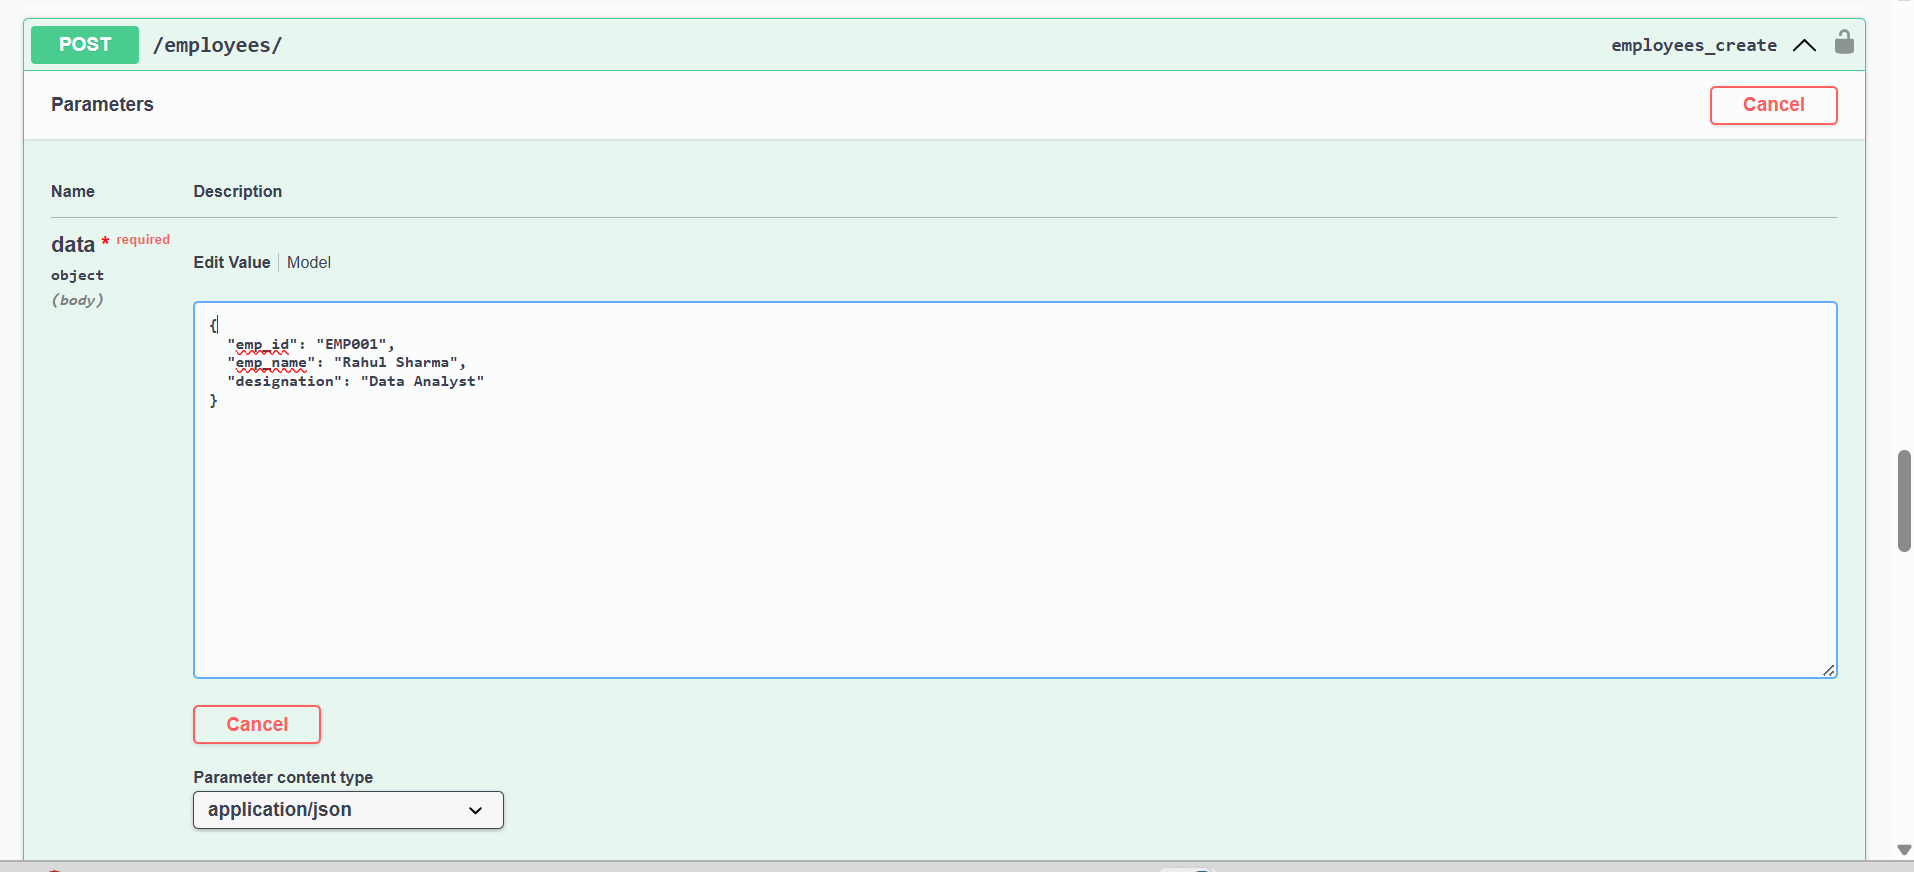 POST /employees/ employees_create
Parameters Cancel
Name Description
data * required
object
(body)
Edit Value Model
{
  "emp_id": "EMP001",
  "emp_name": "Rahul Sharma",
  "designation": "Data Analyst"
}
Cancel
Parameter content type
application/json